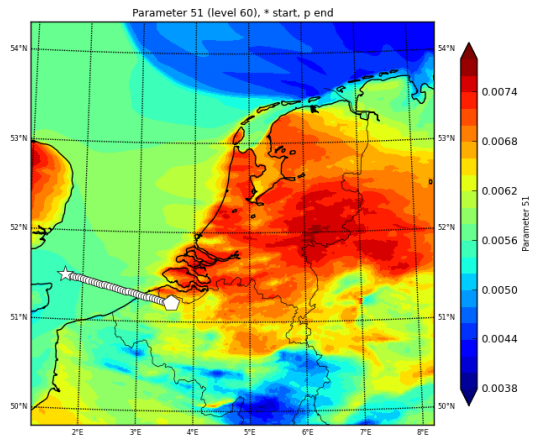 Parameter 51 (level 60), * start, p end
54°N
54°N
53°N
53°N
52°N
52°N
51°N
51°N
50°N
50°N
2°E
3°E
4°E
5°E
6°E
7°E
8°E
0.0074
0.0068
0.0062
0.0056
0.0050
0.0044
0.0038
Parameter 51